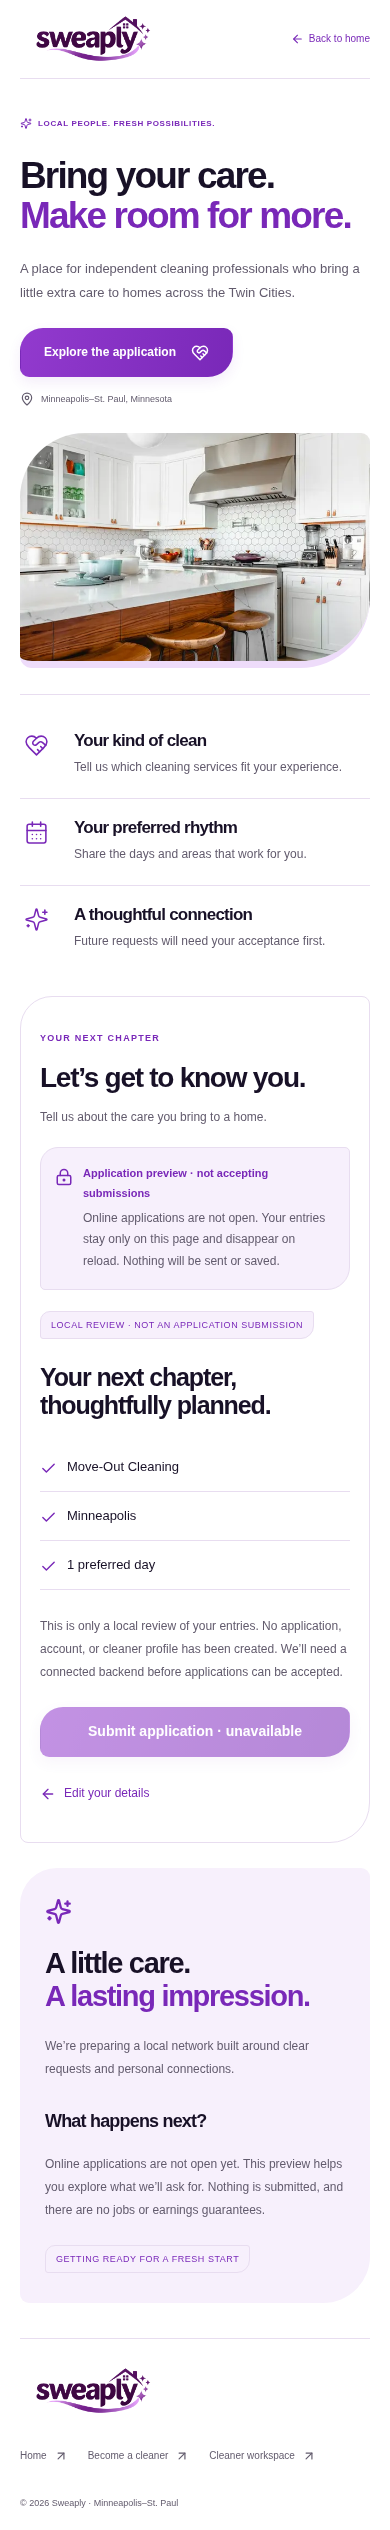 sweaply
Back to home
LOCAL PEOPLE. FRESH POSSIBILITIES.
Bring your care.
Make room for more.
A place for independent cleaning professionals who bring a
little extra care to homes across the Twin Cities.
Explore the application
Minneapolis–St. Paul, Minnesota
Your kind of clean
Tell us which cleaning services fit your experience.
Your preferred rhythm
Share the days and areas that work for you.
A thoughtful connection
Future requests will need your acceptance first.
YOUR NEXT CHAPTER
Let’s get to know you.
Tell us about the care you bring to a home.
Application preview · not accepting
submissions
Online applications are not open. Your entries
stay only on this page and disappear on
reload. Nothing will be sent or saved.
LOCAL REVIEW · NOT AN APPLICATION SUBMISSION
Your next chapter,
thoughtfully planned.
Move-Out Cleaning
Minneapolis
1 preferred day
This is only a local review of your entries. No application,
account, or cleaner profile has been created. We’ll need a
connected backend before applications can be accepted.
Submit application · unavailable
Edit your details
A little care.
A lasting impression.
We’re preparing a local network built around clear
requests and personal connections.
What happens next?
Online applications are not open yet. This preview helps
you explore what we’ll ask for. Nothing is submitted, and
there are no jobs or earnings guarantees.
GETTING READY FOR A FRESH START
sweaply
Home
Become a cleaner
Cleaner workspace
© 2026 Sweaply · Minneapolis–St. Paul